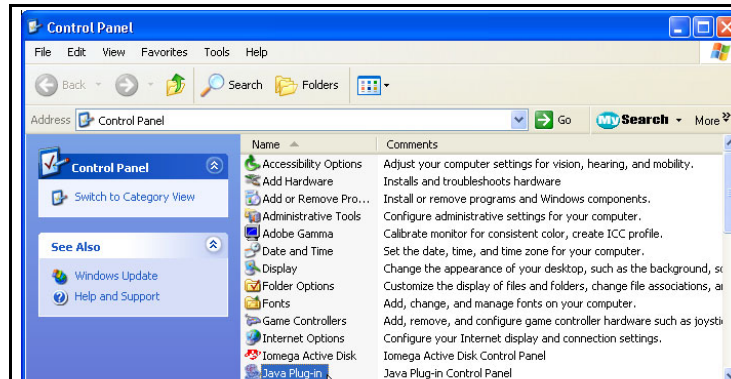 Control Panel
File Edit View Favorites Tools Help
Back Search Folders
Address Control Panel Go MySearch More »
Control Panel
Switch to Category View
See Also
Windows Update
Help and Support
Name Comments
Accessibility Options Adjust your computer settings for vision, hearing, and mobility.
Add Hardware Installs and troubleshoots hardware
Add or Remove Pro... Install or remove programs and Windows components.
Administrative Tools Configure administrative settings for your computer.
Adobe Gamma Calibrate monitor for consistent color, create ICC profile.
Date and Time Set the date, time, and time zone for your computer.
Display Change the appearance of your desktop, such as the background,
Folder Options Customize the display of files and folders, change file associations,
Fonts Add, change, and manage fonts on your computer.
Game Controllers Add, remove, and configure game controller hardware such as
Internet Options Configure your Internet display and connection settings.
Iomega Active Disk Iomega Active Disk Control Panel
Java Plug-in Java Plug-in Control Panel